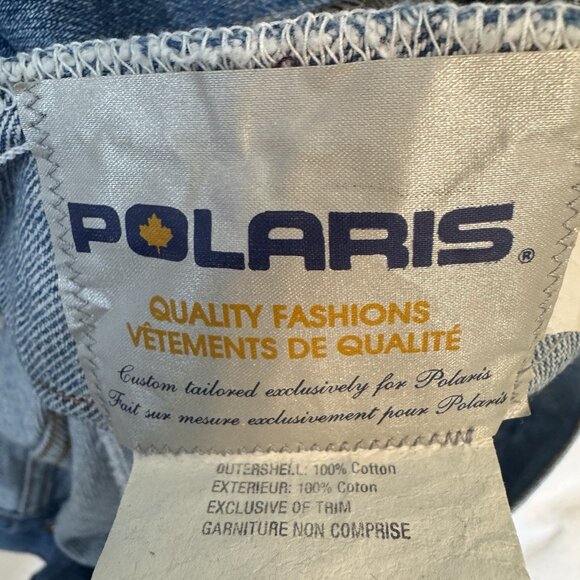 POLARIS®
QUALITY FASHIONS
VÊTEMENTS DE QUALITÉ
Custom tailored exclusively for Polaris
Fait sur mesure exclusivement pour Polaris
OUTERSHELL: 100% Cotton
EXTERIEUR: 100% Coton
EXCLUSIVE OF TRIM
GARNITURE NON COMPRISE